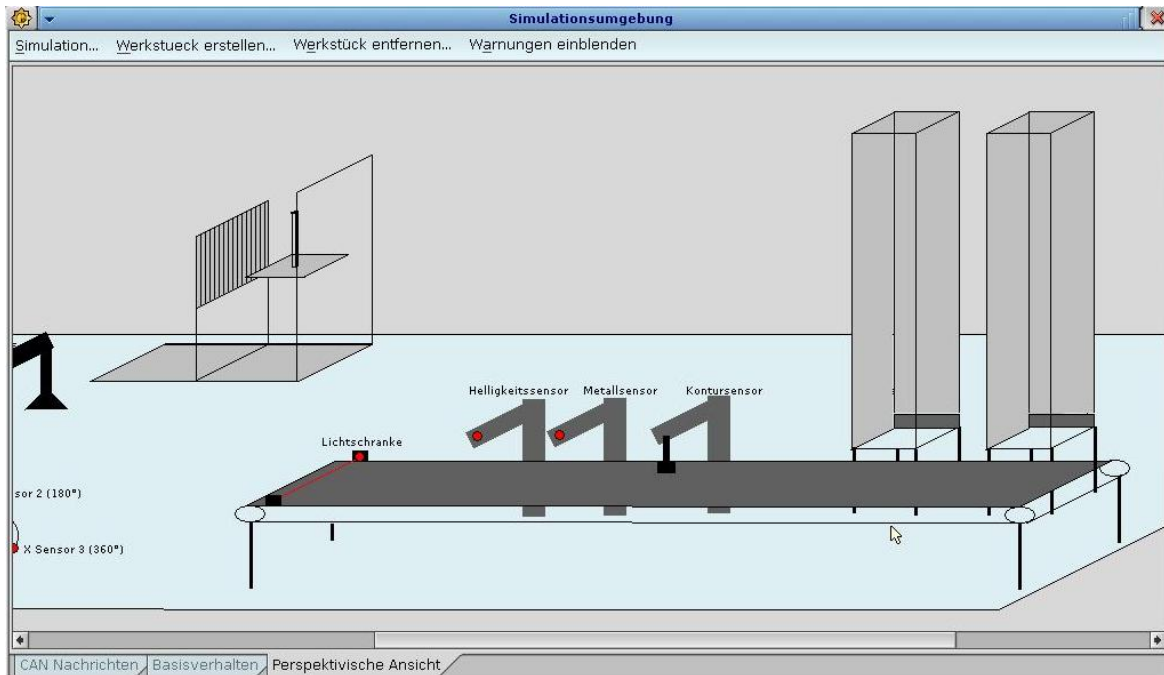 Simulationsumgebung
Simulation... Werkstueck erstellen... Werkstück entfernen... Warnungen einblenden
Helligkeitssensor Metallsensor Kontursensor
Lichtschranke
sor 2 (180°)
X Sensor 3 (360°)
CAN Nachrichten Basisverhalten Perspektivische Ansicht